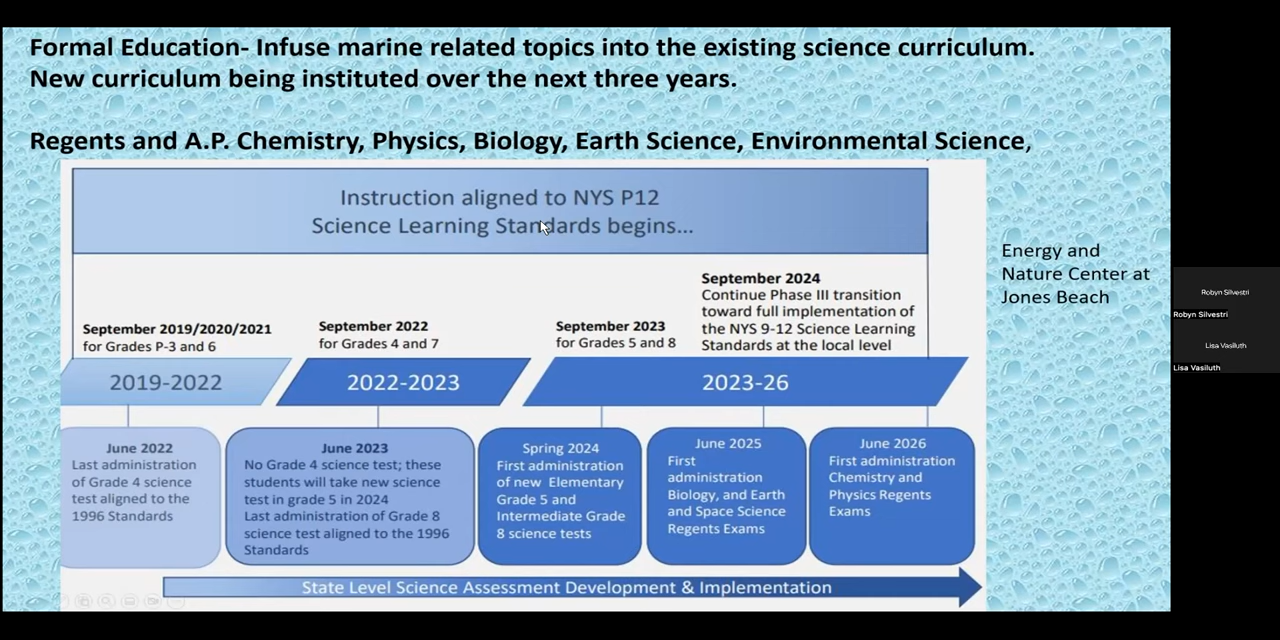 Formal Education- Infuse marine related topics into the existing science curriculum.
New curriculum being instituted over the next three years.
Regents and A.P. Chemistry, Physics, Biology, Earth Science, Environmental Science,
Instruction aligned to NYS P12
Science Learning Standards begins...
September 2019/2020/2021
for Grades P-3 and 6
September 2022
for Grades 4 and 7
September 2023
for Grades 5 and 8
September 2024
Continue Phase III transition
toward full implementation of
the NYS 9-12 Science Learning
Standards at the local level
Energy and
Nature Center at
Jones Beach
2019-2022
2022-2023
2023-26
June 2022
Last administration
of Grade 4 science
test aligned to the
1996 Standards
June 2023
No Grade 4 science test; these
students will take new science
test in grade 5 in 2024
Last administration of Grade 8
science test aligned to the 1996
Standards
Spring 2024
First administration
of new Elementary
Grade 5 and
Intermediate Grade
8 science tests
June 2025
First
administration
Biology, and Earth
and Space Science
Regents Exams
June 2026
First administration
Chemistry and
Physics Regents
Exams
State Level Science Assessment Development & Implementation
Robyn Silvestri
Robyn Silvestri
Lisa Vasiluth
Lisa Vasiluth